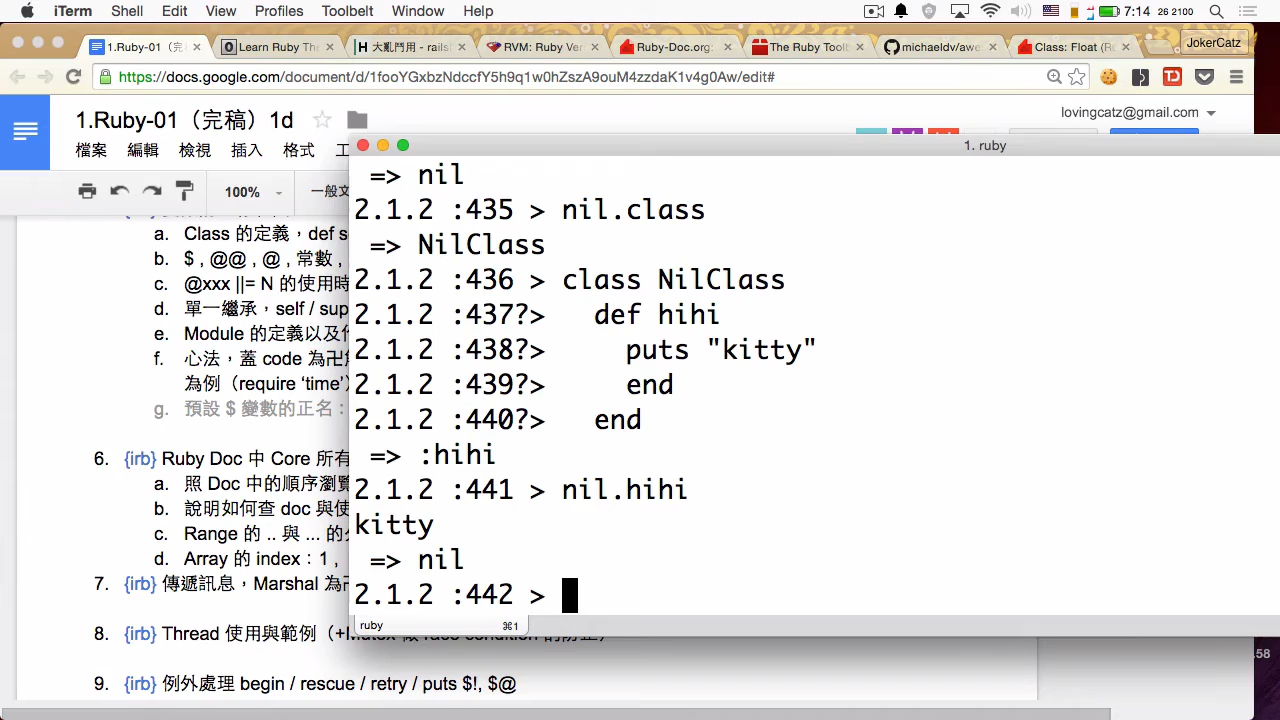 iTerm Shell Edit View Profiles Toolbelt Window Help 7:14 26 2100
1.Ruby-01（完 Learn Ruby The H 大亂鬥用 - rails RVM: Ruby Ver Ruby-Doc.org The Ruby Toolb michaeldv Class: Float (R JokerCatz
https://docs.google.com/document/d/1fooYGxbzNdccfY5h9q1w0hZszA9ouM4zzdaK1v4g0Aw/edit#
1.Ruby-01（完稿）1d
lovingcatz@gmail.com
檔案 編輯 檢視 插入 格式
100% 一般文
1. ruby
=> nil
2.1.2 :435 > nil.class
=> NilClass
2.1.2 :436 > class NilClass
2.1.2 :437?> def hihi
2.1.2 :438?> puts "kitty"
2.1.2 :439?> end
2.1.2 :440?> end
=> :hihi
2.1.2 :441 > nil.hihi
kitty
=> nil
2.1.2 :442 >
ruby ⌘1
a. Class 的定義，def s
b. $ , @@ , @ , 常數 ,
c. @xxx ||= N 的使用時
d. 單一繼承，self / sup
e. Module 的定義以及
f. 心法，蓋 code 為卍
為例（require ‘time’）
g. 預設 $ 變數的正名：
6. {irb} Ruby Doc 中 Core 所有
a. 照 Doc 中的順序瀏覽
b. 說明如何查 doc 與使
c. Range 的 .. 與 ... 的
d. Array 的 index：1 ,
7. {irb} 傳遞訊息，Marshal 為
8. {irb} Thread 使用與範例
9. {irb} 例外處理 begin / rescue / retry / puts $!, $@
.58